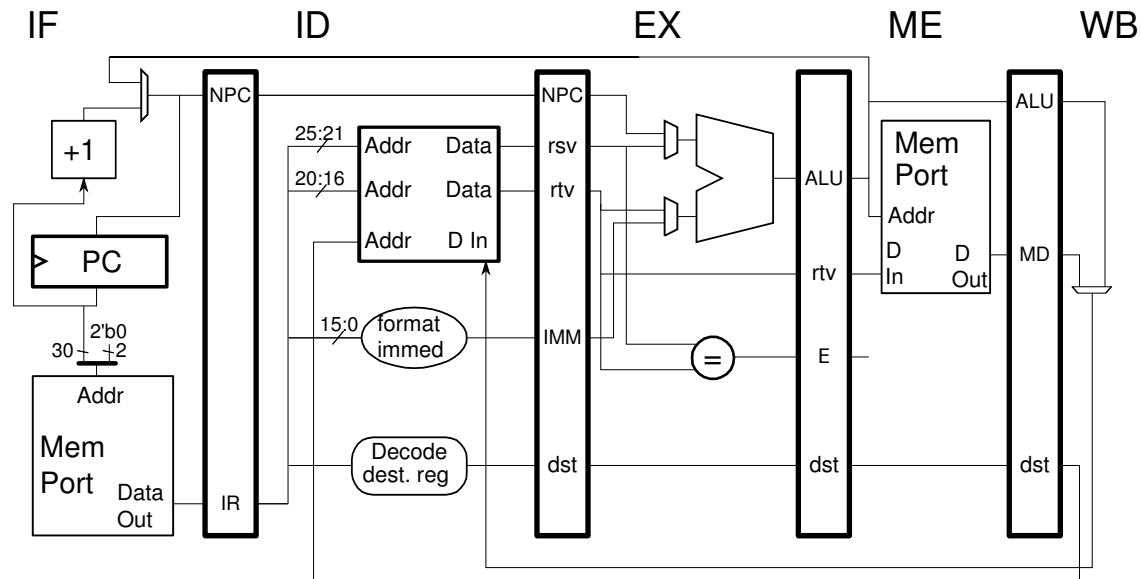 IF
ID
EX
ME
WB
+1
PC
30
2'b0
2
Addr
Mem
Port
Data
Out
NPC
IR
25:21
20:16
15:0
Addr
Data
Addr
Data
Addr
D In
format
immed
Decode
dest. reg
NPC
rsv
rtv
IMM
dst
=
ALU
rtv
E
dst
Mem
Port
Addr
D
In
D
Out
ALU
MD
dst